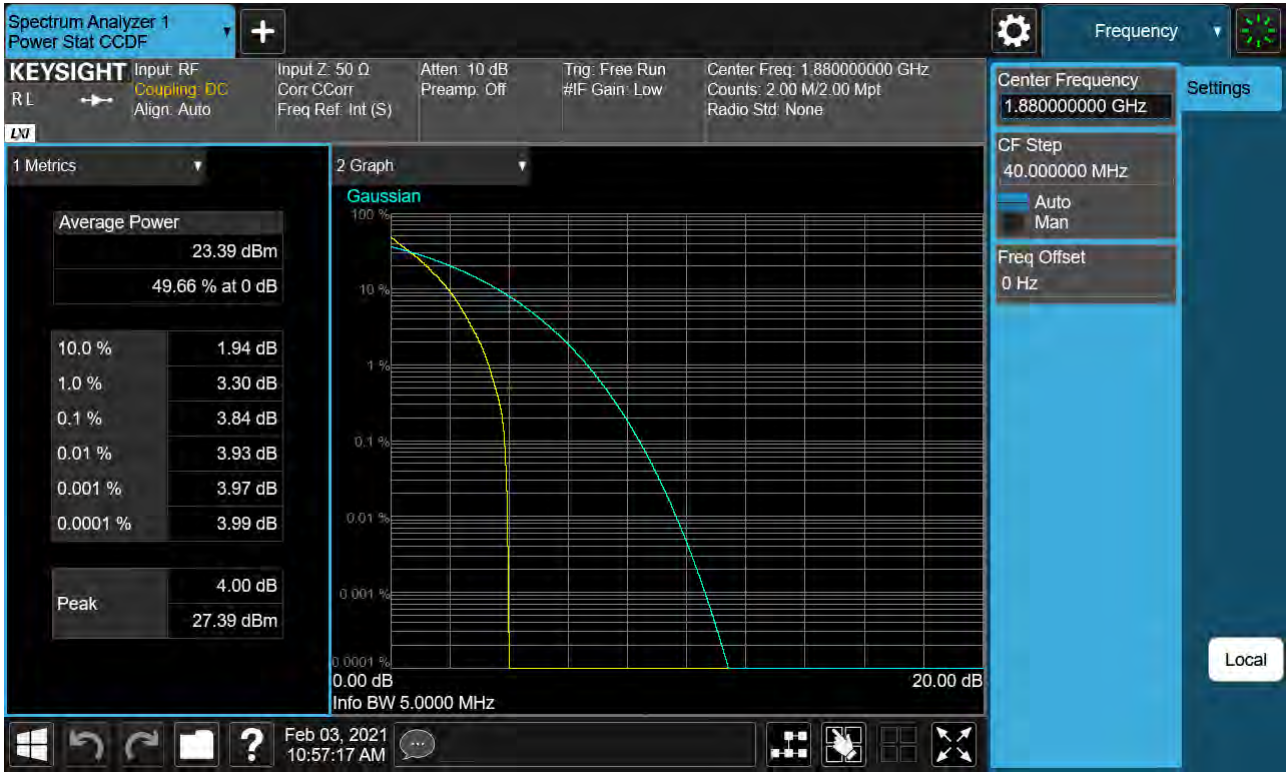 Spectrum Analyzer 1
Power Stat CCDF
Frequency
KEYSIGHT
R L
LXI
Input: RF
Coupling: DC
Align: Auto
Input Z: 50 Ω
Corr CCorr
Freq Ref: Int (S)
Atten: 10 dB
Preamp: Off
Trig: Free Run
#IF Gain: Low
Center Freq: 1.880000000 GHz
Counts: 2.00 M/2.00 Mpt
Radio Std: None
Center Frequency
1.880000000 GHz
Settings
CF Step
40.000000 MHz
Auto
Man
Freq Offset
0 Hz
Local
1 Metrics
Average Power
23.39 dBm
49.66 % at 0 dB
10.0 % 1.94 dB
1.0 % 3.30 dB
0.1 % 3.84 dB
0.01 % 3.93 dB
0.001 % 3.97 dB
0.0001 % 3.99 dB
Peak
4.00 dB
27.39 dBm
2 Graph
Gaussian
100 %
10 %
1 %
0.1 %
0.01 %
0.001 %
0.0001 %
0.00 dB 20.00 dB
Info BW 5.0000 MHz
?
Feb 03, 2021
10:57:17 AM